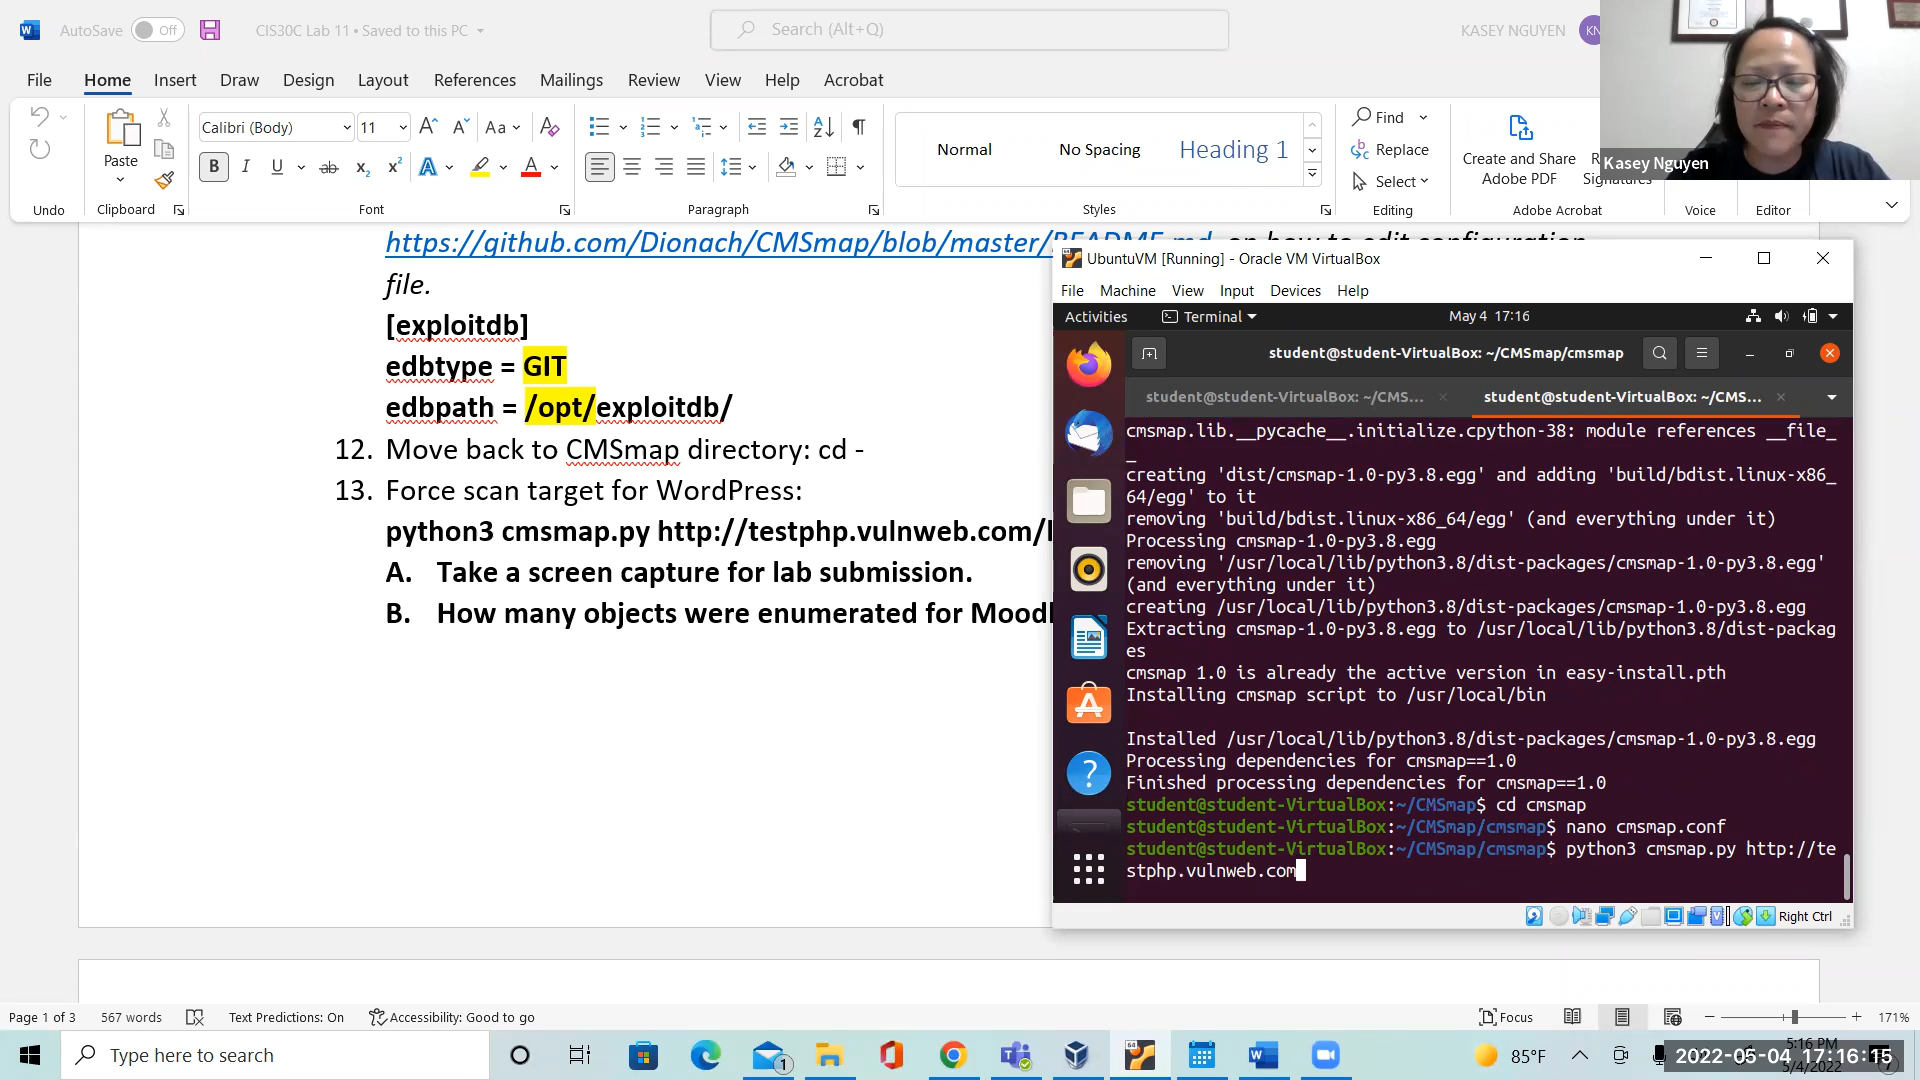 AutoSave Off CIS30C Lab 11 • Saved to this PC Search (Alt+Q) KASEY NGUYEN KN
File Home Insert Draw Design Layout References Mailings Review View Help Acrobat
Paste
Calibri (Body) 11
Normal No Spacing Heading 1
Find
Replace
Select
Create and Share
Adobe PDF
Signatures
Undo Clipboard Font Paragraph Styles Editing Adobe Acrobat Voice Editor
Kasey Nguyen
https://github.com/Dionach/CMSmap/blob/master/README.md on how to edit configuration
file.
[exploitdb]
edbtype = GIT
edbpath = /opt/exploitdb/
12. Move back to CMSmap directory: cd -
13. Force scan target for WordPress:
python3 cmsmap.py http://testphp.vulnweb.com/
A. Take a screen capture for lab submission.
B. How many objects were enumerated for
UbuntuVM [Running] - Oracle VM VirtualBox
File Machine View Input Devices Help
Activities Terminal May 4 17:16
student@student-VirtualBox: ~/CMSmap/cmsmap
student@student-VirtualBox: ~/CMS... student@student-VirtualBox: ~/CMS...
cmsmap.lib.__pycache__.initialize.cpython-38: module references __file_
_
creating 'dist/cmsmap-1.0-py3.8.egg' and adding 'build/bdist.linux-x86_
64/egg' to it
removing 'build/bdist.linux-x86_64/egg' (and everything under it)
Processing cmsmap-1.0-py3.8.egg
removing '/usr/local/lib/python3.8/dist-packages/cmsmap-1.0-py3.8.egg'
(and everything under it)
creating /usr/local/lib/python3.8/dist-packages/cmsmap-1.0-py3.8.egg
Extracting cmsmap-1.0-py3.8.egg to /usr/local/lib/python3.8/dist-packag
es
cmsmap 1.0 is already the active version in easy-install.pth
Installing cmsmap script to /usr/local/bin
Installed /usr/local/lib/python3.8/dist-packages/cmsmap-1.0-py3.8.egg
Processing dependencies for cmsmap==1.0
Finished processing dependencies for cmsmap==1.0
student@student-VirtualBox:~/CMSmap$ cd cmsmap
student@student-VirtualBox:~/CMSmap/cmsmap$ nano cmsmap.conf
student@student-VirtualBox:~/CMSmap/cmsmap$ python3 cmsmap.py http://te
stphp.vulnweb.com
Right Ctrl
Page 1 of 3 567 words Text Predictions: On Accessibility: Good to go Focus 171%
Type here to search 1 64 85°F 5:16 PM
2022-05-04 17:16:15
5/4/2022 7